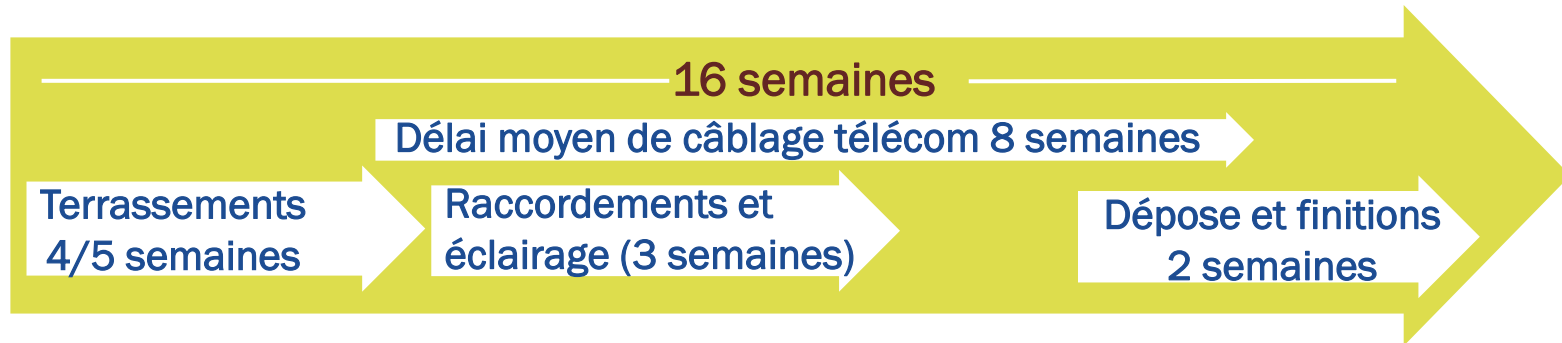 16 semaines
Délai moyen de câblage télécom 8 semaines
Terrassements
4/5 semaines
Raccordements et
éclairage (3 semaines)
Dépose et finitions
2 semaines